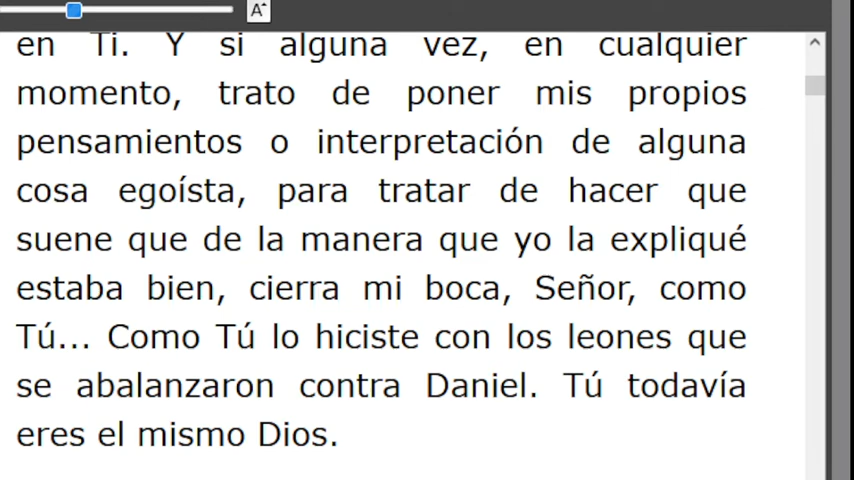 A
en Ti. Y si alguna vez, en cualquier
momento, trato de poner mis propios
pensamientos o interpretación de alguna
cosa egoísta, para tratar de hacer que
suene que de la manera que yo la expliqué
estaba bien, cierra mi boca, Señor, como
Tú... Como Tú lo hiciste con los leones que
se abalanzaron contra Daniel. Tú todavía
eres el mismo Dios.